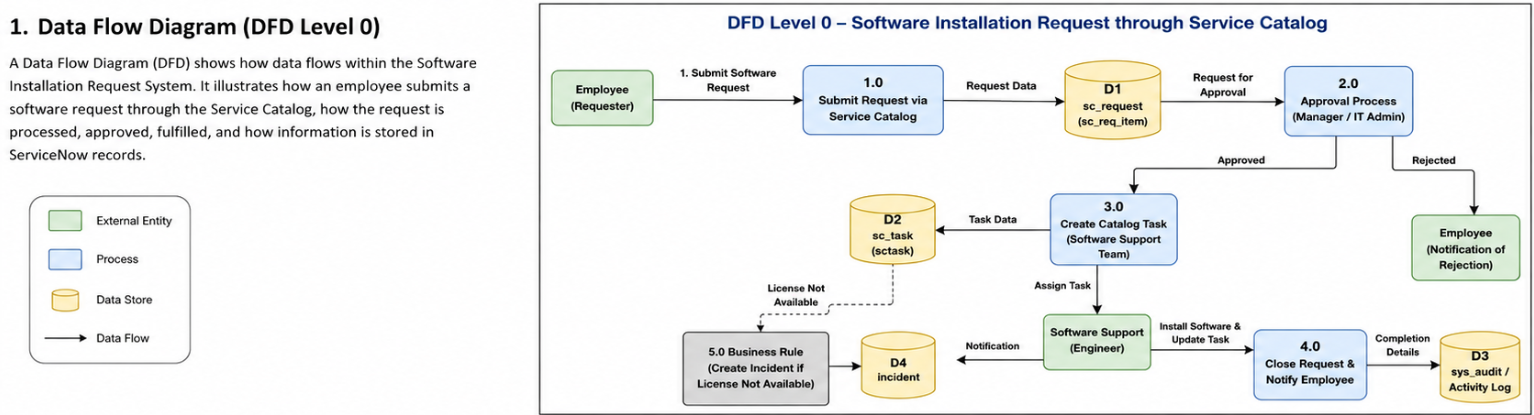 1. Data Flow Diagram (DFD Level 0)
A Data Flow Diagram (DFD) shows how data flows within the Software
Installation Request System. It illustrates how an employee submits a
software request through the Service Catalog, how the request is
processed, approved, fulfilled, and how information is stored in
ServiceNow records.
External Entity
Process
Data Store
Data Flow
DFD Level 0 – Software Installation Request through Service Catalog
Employee
(Requester)
1. Submit Software
Request
1.0
Submit Request via
Service Catalog
Request Data
D1
sc_request
(sc_req_item)
Request for
Approval
2.0
Approval Process
(Manager / IT Admin)
Approved
Rejected
D2
sc_task
(sctask)
Task Data
3.0
Create Catalog Task
(Software Support
Team)
Employee
(Notification of
Rejection)
License Not
Available
Assign Task
5.0 Business Rule
(Create Incident if
License Not Available)
D4
incident
Notification
Software Support
(Engineer)
Install Software &
Update Task
4.0
Close Request &
Notify Employee
Completion
Details
D3
sys_audit /
Activity Log